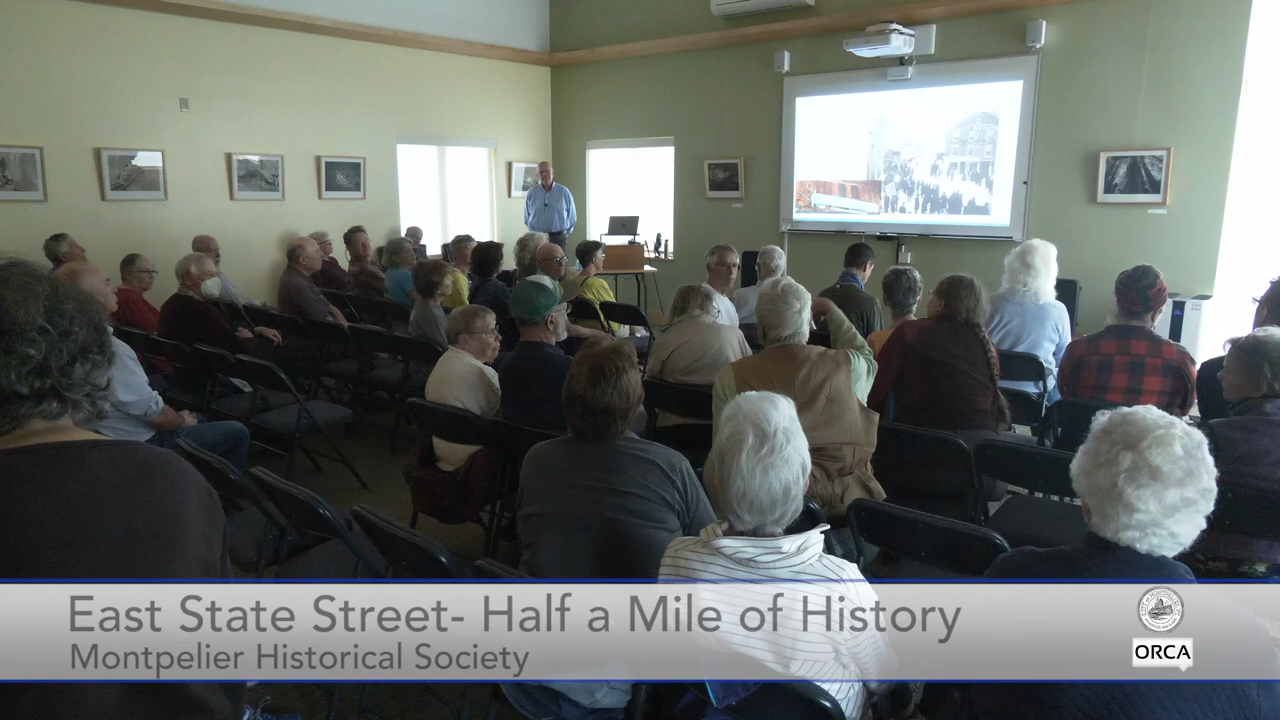 East State Street- Half a Mile of History
Montpelier Historical Society
ORCA